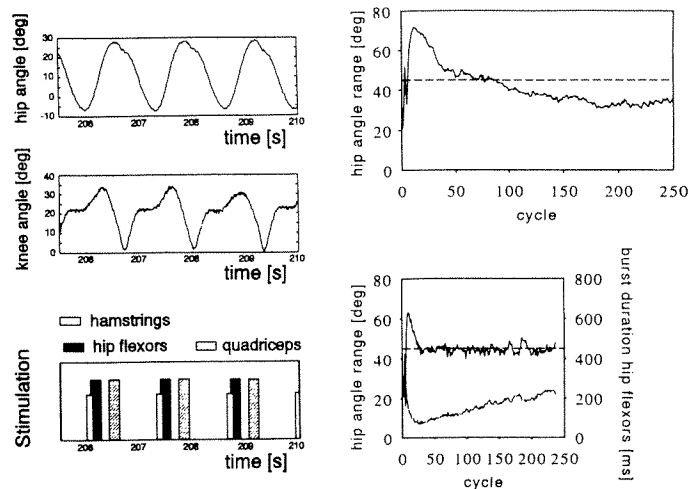 hip angle [deg]
30
20
10
0
-10
206 207 208 209 210
time [s]
knee angle [deg]
40
30
20
10
0
206 207 208 209 210
time [s]
hamstrings
hip flexors quadriceps
Stimulation
206 207 208 209 210
time [s]
hip angle range [deg]
80
60
40
20
0
0 50 100 150 200 250
cycle
hip angle range [deg]
80
60
40
20
0
0 50 100 150 200 250
cycle
800
600
400
200
0
burst duration hip flexors [ms]